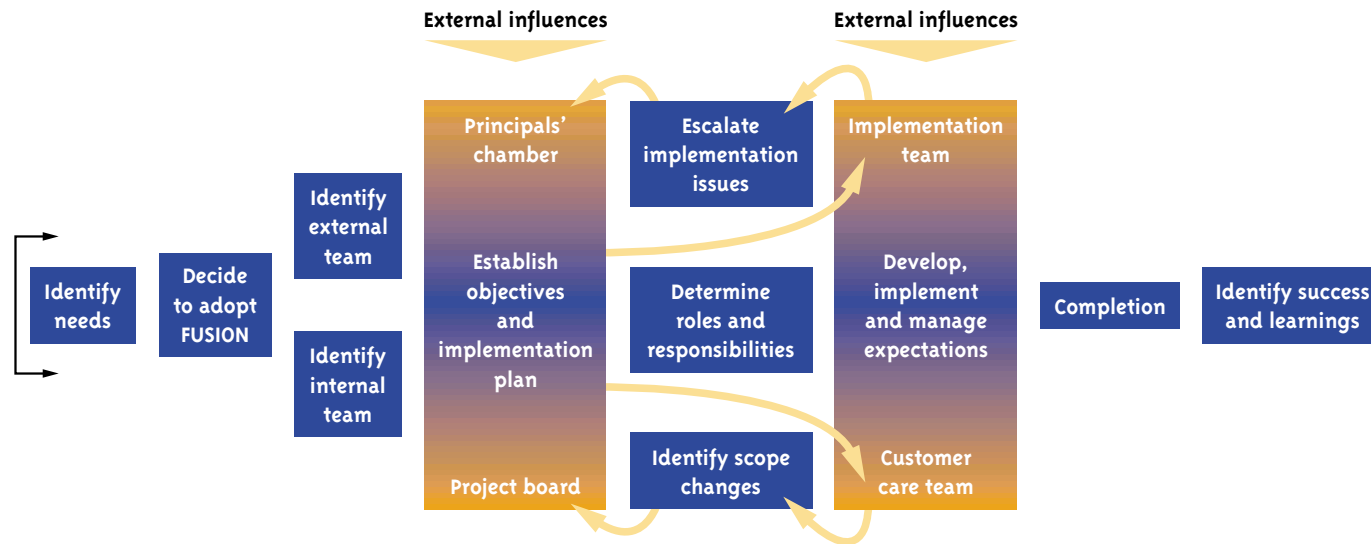 External influences
External influences
Identify
needs
Decide
to adopt
FUSION
Identify
external
team
Identify
internal
team
Principals’
chamber
Establish
objectives
and
implementation
plan
Project board
Escalate
implementation
issues
Determine
roles and
responsibilities
Identify scope
changes
Implementation
team
Develop,
implement
and manage
expectations
Customer
care team
Completion
Identify success
and learnings